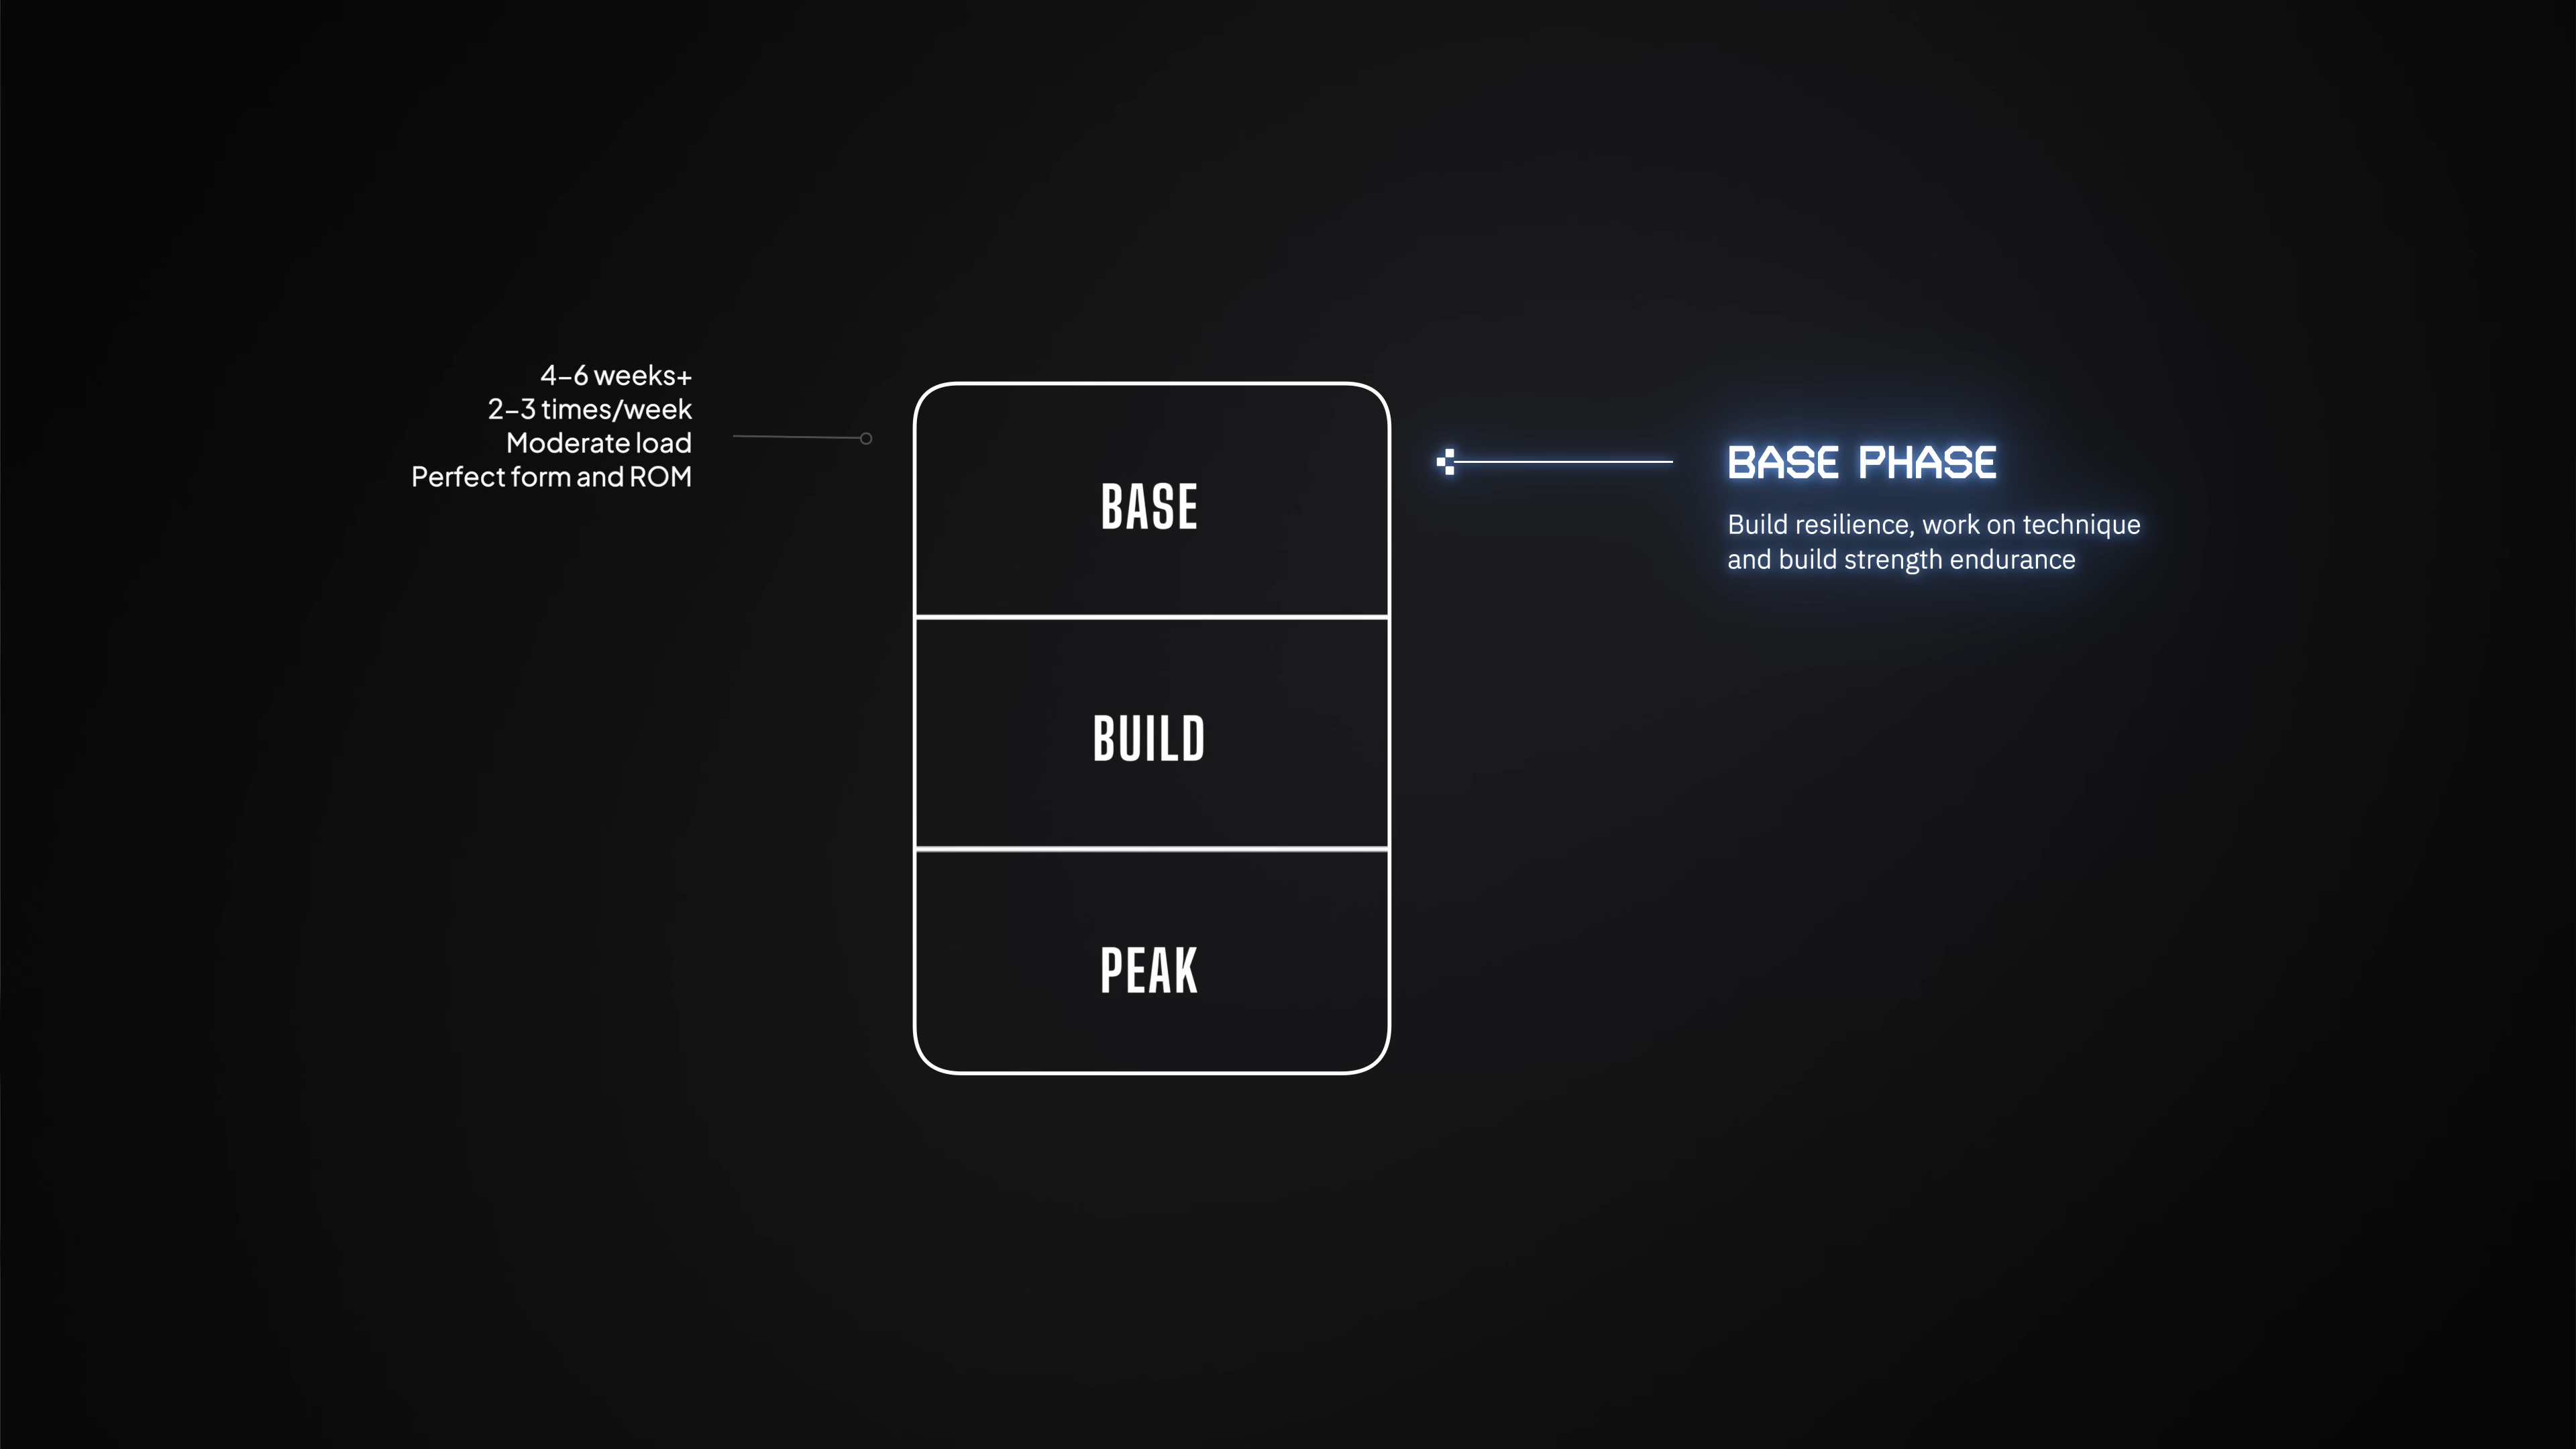 4–6 weeks+
2–3 times/week
Moderate load
Perfect form and ROM
BASE
BUILD
PEAK
BASE PHASE
Build resilience, work on technique
and build strength endurance